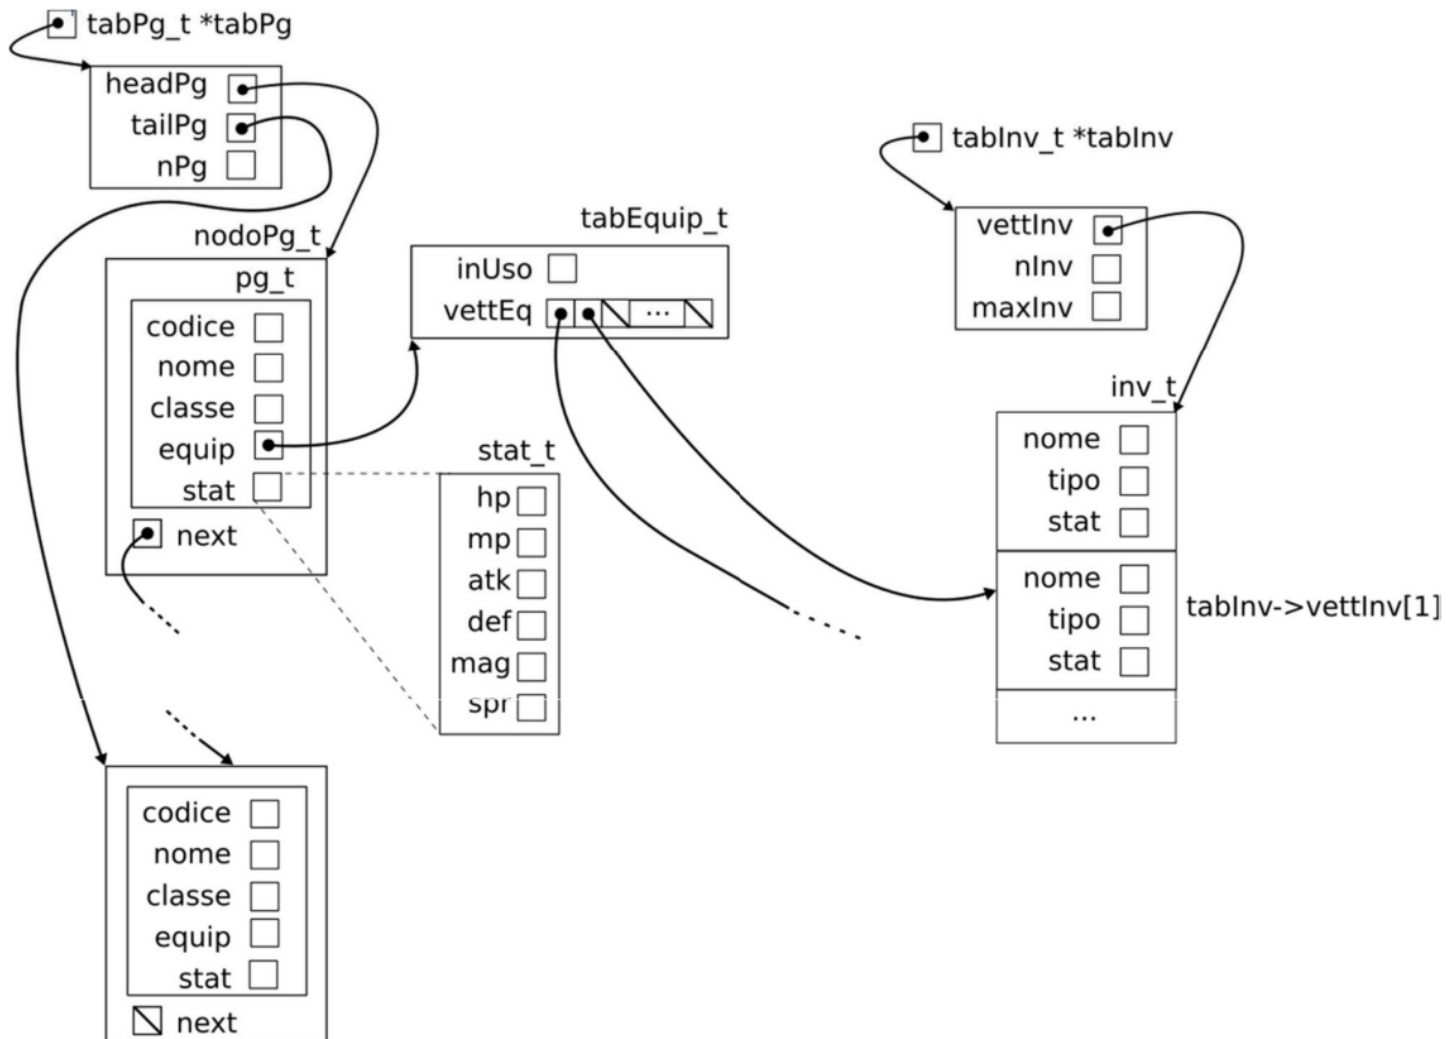 tabPg_t *tabPg
headPg
tailPg
nPg
nodoPg_t
pg_t
codice
nome
classe
equip
stat
next
tabEquip_t
inUso
vettEq
...
stat_t
hp
mp
atk
def
mag
spr
tabInv_t *tabInv
vettInv
nInv
maxInv
inv_t
nome
tipo
stat
nome
tipo
stat
tabInv->vettInv[1]
...
codice
nome
classe
equip
stat
next